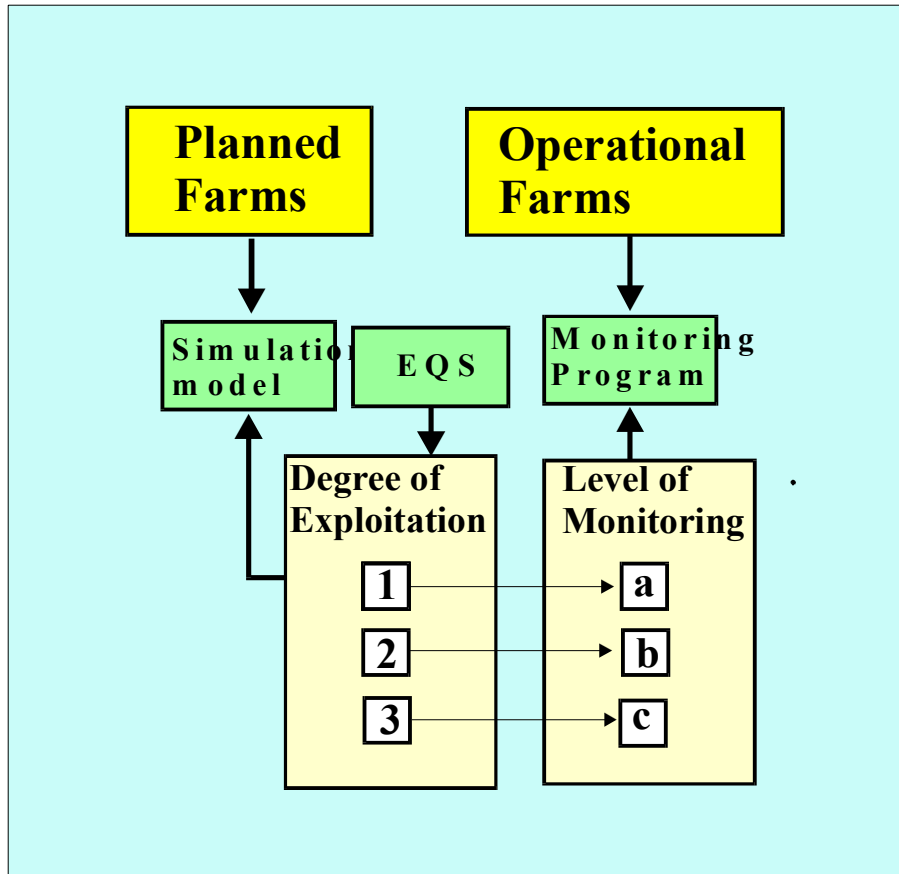 Planned
Farms
Operational
Farms
Simulation
model
EQS
Monitoring
Program
Degree of
Exploitation
Level of
Monitoring
1
a
2
b
3
c